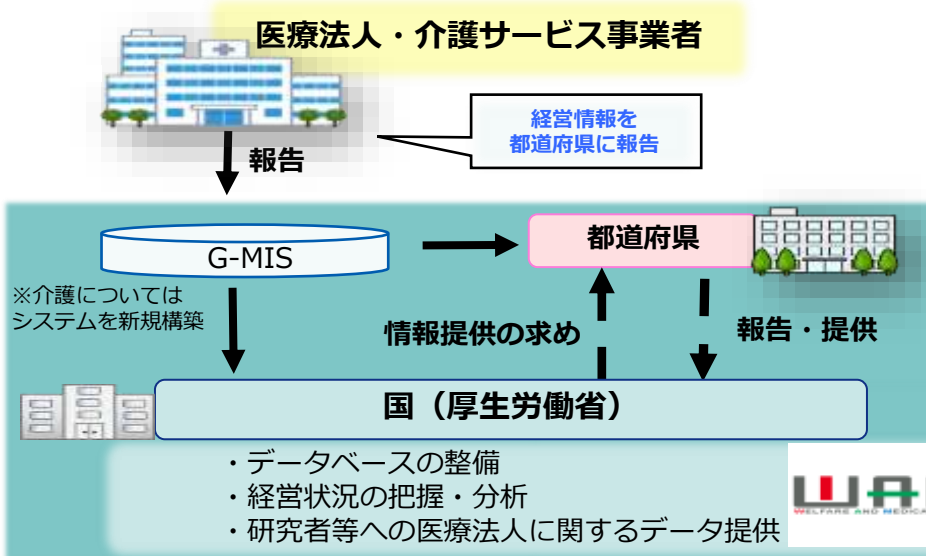 医療法人・介護サービス事業者
経営情報を
都道府県に報告
報告
G-MIS
都道府県
※介護については
システムを新規構築
情報提供の求め
報告・提供
国（厚生労働省）
・データベースの整備
・経営状況の把握・分析
・研究者等への医療法人に関するデータ提供
WA
WELFARE AND MEDICA